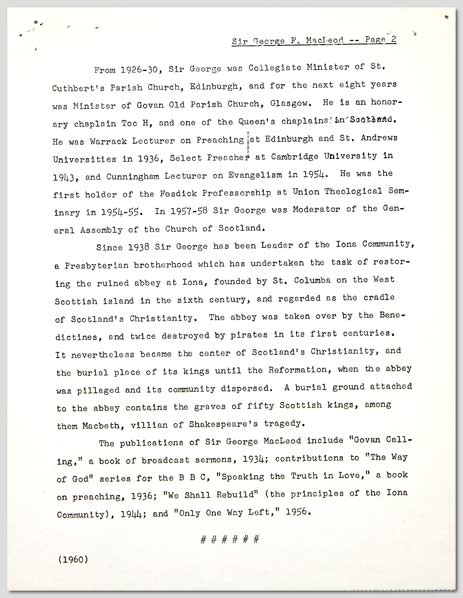 Sir George F. MacLeod -- Page 2
From 1926-30, Sir George was Collegiate Minister of St.
Cuthbert's Parish Church, Edinburgh, and for the next eight years
was Minister of Govan Old Parish Church, Glasgow. He is an honor-
ary chaplain Toc H, and one of the Queen's chaplains in Scotland.
He was Warrack Lecturer on Preaching at Edinburgh and St. Andrews
Universities in 1936, Select Preacher at Cambridge University in
1943, and Cunningham Lecturer on Evangelism in 1954. He was the
first holder of the Fosdick Professorship at Union Theological Sem-
inary in 1954-55. In 1957-58 Sir George was Moderator of the Gen-
eral Assembly of the Church of Scotland.
Since 1938 Sir George has been Leader of the Iona Community,
a Presbyterian brotherhood which has undertaken the task of restor-
ing the ruined abbey at Iona, founded by St. Columba on the West
Scottish island in the sixth century, and regarded as the cradle
of Scotland's Christianity. The abbey was taken over by the Bene-
dictines, and twice destroyed by pirates in its first centuries.
It nevertheless became the center of Scotland's Christianity, and
the burial place of its kings until the Reformation, when the abbey
was pillaged and its community dispersed. A burial ground attached
to the abbey contains the graves of fifty Scottish kings, among
them Macbeth, villian of Shakespeare's tragedy.
The publications of Sir George MacLeod include "Govan Call-
ing," a book of broadcast sermons, 1934; contributions to "The Way
of God" series for the B B C, "Speaking the Truth in Love," a book
on preaching, 1936; "We Shall Rebuild" (the principles of the Iona
Community), 1944; and "Only One Way Left," 1956.
# # # # # #
(1960)